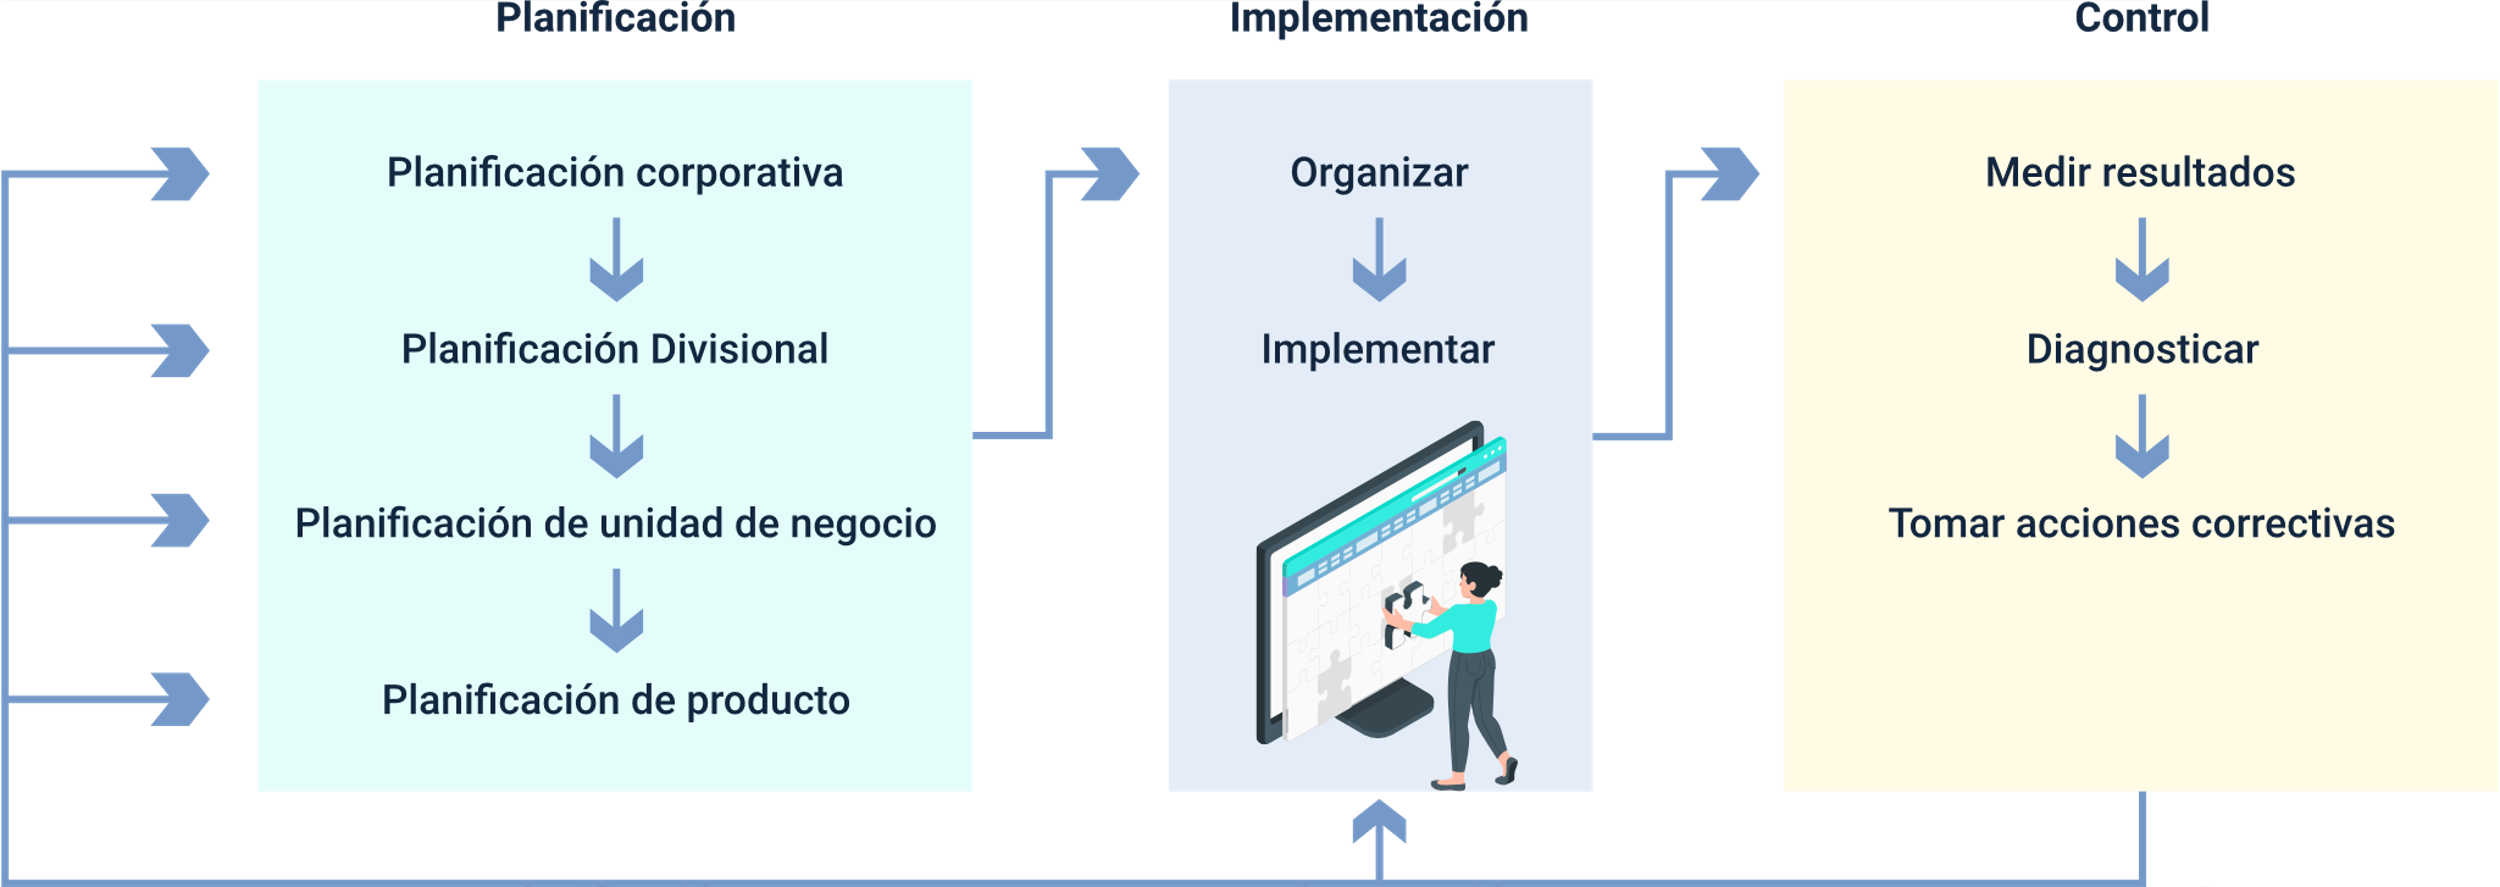 Planificación
Planificación corporativa
Planificación Divisional
Planificación de unidad de negocio
Planificación de producto
Implementación
Organizar
Implementar
Control
Medir resultados
Diagnosticar
Tomar acciones correctivas